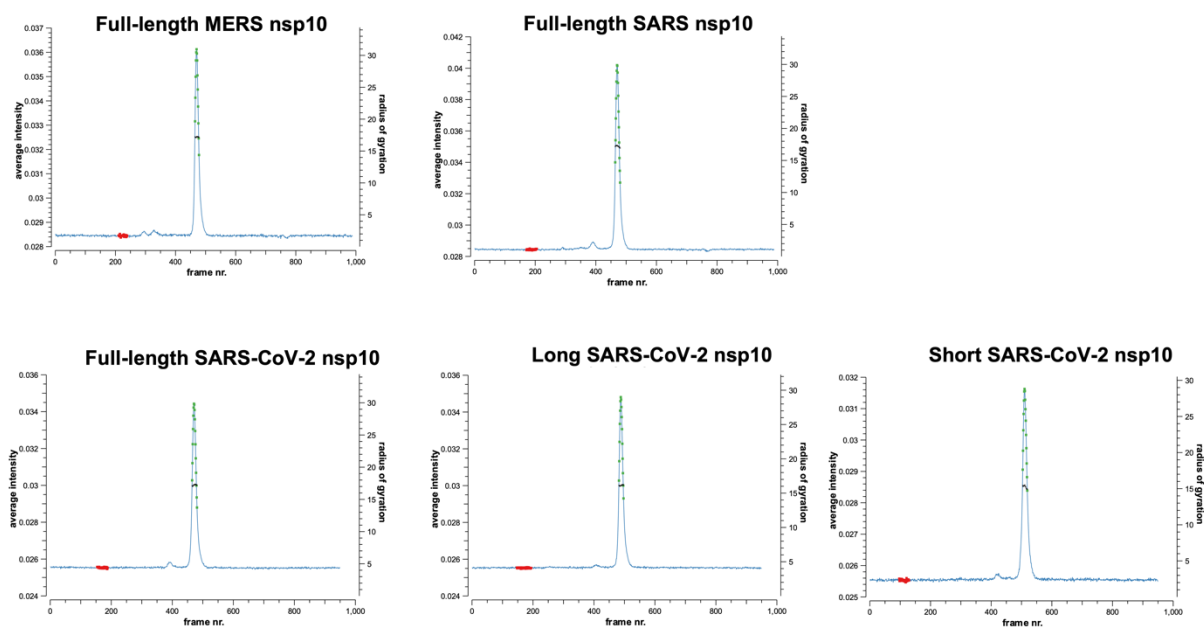 Full-length MERS nsp10
0.037
0.036
0.035
0.034
0.033
0.032
0.031
0.03
0.029
0.028
average intensity
30
25
20
15
10
5
radius of gyration
0 200 400 600 800 1,000
frame nr.
Full-length SARS nsp10
0.042
0.04
0.038
0.036
0.034
0.032
0.03
0.028
average intensity
30
25
20
15
10
5
radius of gyration
0 200 400 600 800 1,000
frame nr.
Full-length SARS-CoV-2 nsp10
0.036
0.034
0.032
0.03
0.028
0.026
0.024
average intensity
30
25
20
15
10
5
radius of gyration
0 200 400 600 800 1,000
frame nr.
Long SARS-CoV-2 nsp10
0.036
0.034
0.032
0.03
0.028
0.026
0.024
average intensity
30
25
20
15
10
5
radius of gyration
0 200 400 600 800 1,000
frame nr.
Short SARS-CoV-2 nsp10
0.032
0.031
0.03
0.029
0.028
0.027
0.026
0.025
average intensity
30
25
20
15
10
5
radius of gyration
0 200 400 600 800 1,000
frame nr.